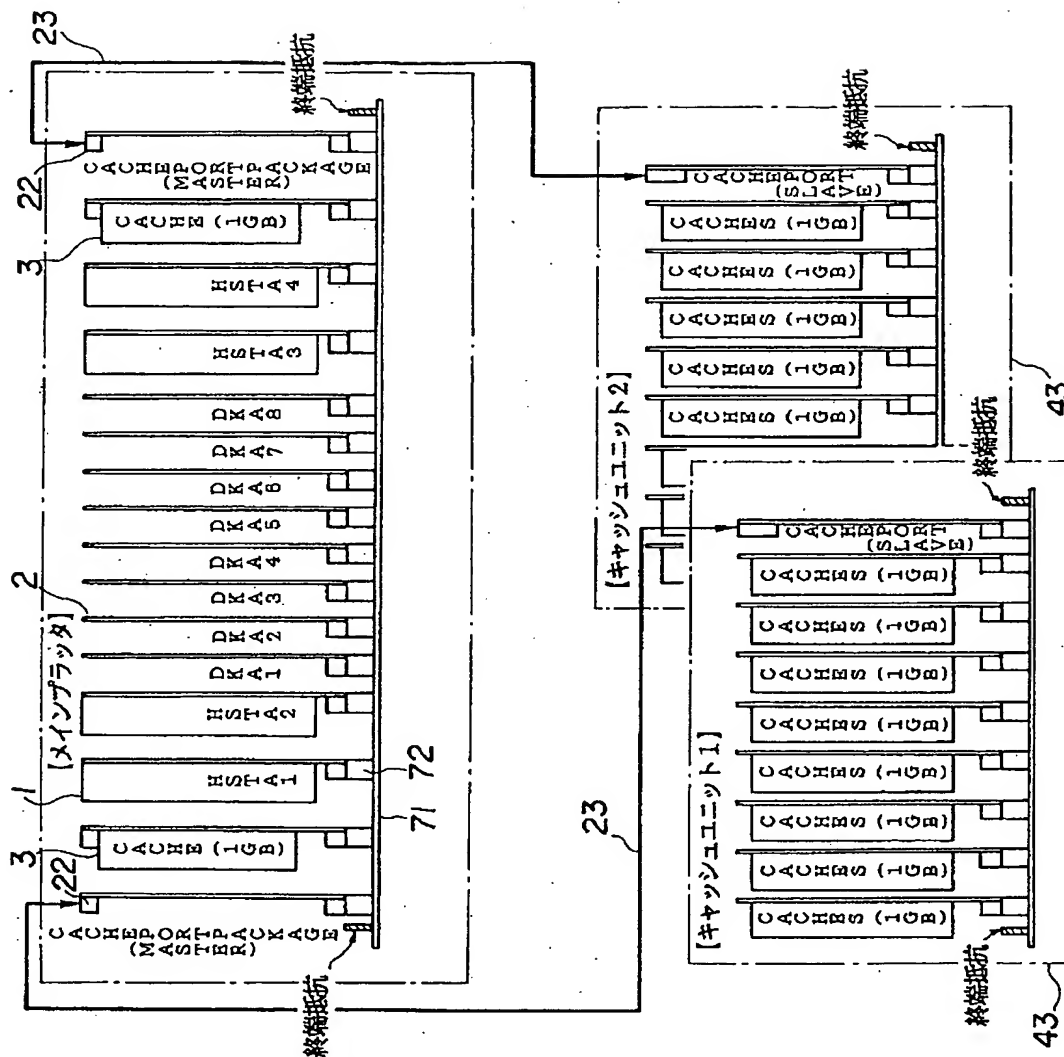 【メインプラッタ】
23
22
3
1
2
3
22
CACHE PORT PACKAGE
(MASTER)
CACHE (1GB)
HSTA1
HSTA2
DKA1
DKA2
DKA3
DKA4
DKA5
DKA6
DKA7
DKA8
HSTA3
HSTA4
CACHE (1GB)
CACHE PORT PACKAGE
(MASTER)
終端抵抗
終端抵抗
71
72
23
【キャッシュユニット2】
CACHES (1GB)
CACHES (1GB)
CACHES (1GB)
CACHES (1GB)
CACHES (1GB)
CACHE PORT
(SLAVE)
終端抵抗
43
【キャッシュユニット1】
CACHES (1GB)
CACHES (1GB)
CACHES (1GB)
CACHES (1GB)
CACHES (1GB)
CACHES (1GB)
CACHES (1GB)
CACHES (1GB)
CACHE PORT
(SLAVE)
終端抵抗
終端抵抗
43